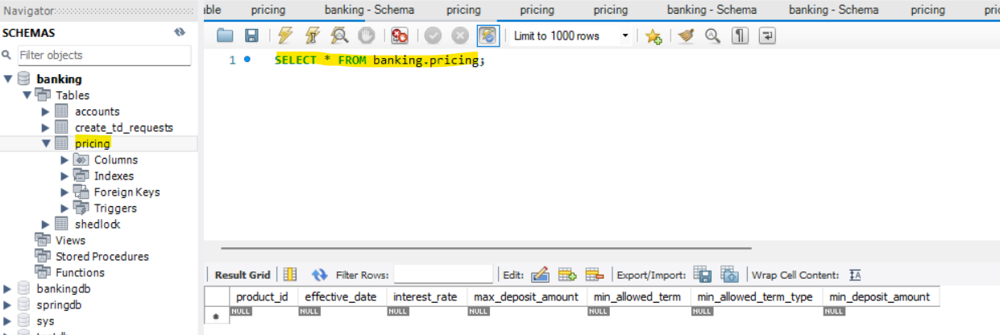 Navigator
ble pricing banking - Schema pricing pricing pricing banking - Schema banking - Schema pricing
SCHEMAS
Filter objects
Limit to 1000 rows
1 SELECT * FROM banking.pricing;
banking
Tables
accounts
create_td_requests
pricing
Columns
Indexes
Foreign Keys
Triggers
shedlock
Views
Stored Procedures
Functions
bankingdb
springdb
sys
Result Grid Filter Rows: Edit: Export/Import: Wrap Cell Content: IA
product_id effective_date interest_rate max_deposit_amount min_allowed_term min_allowed_term_type min_deposit_amount
* NULL NULL NULL NULL NULL NULL NULL